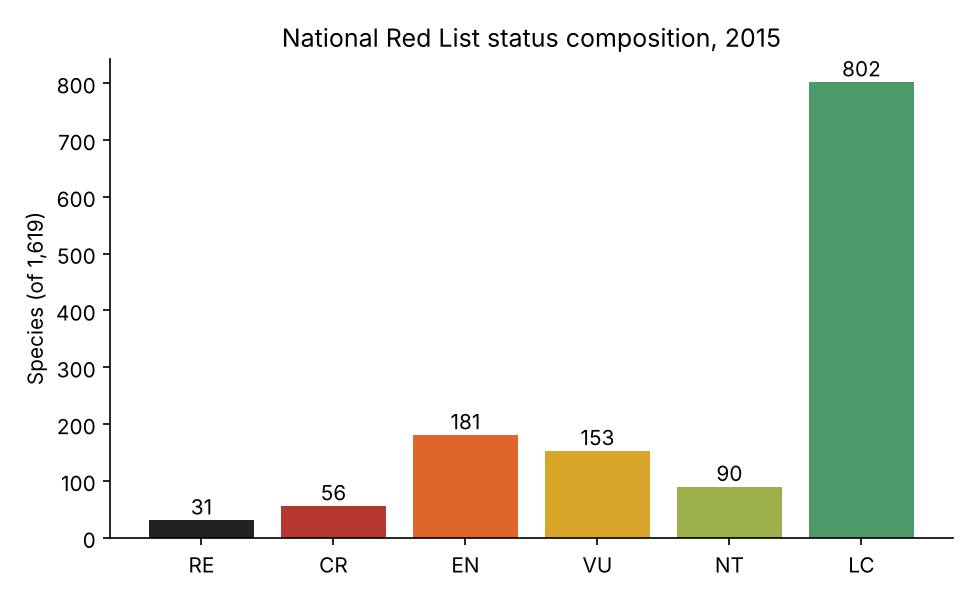 National Red List status composition, 2015
Species (of 1,619)
800
700
600
500
400
300
200
100
0
31
56
181
153
90
802
RE
CR
EN
VU
NT
LC